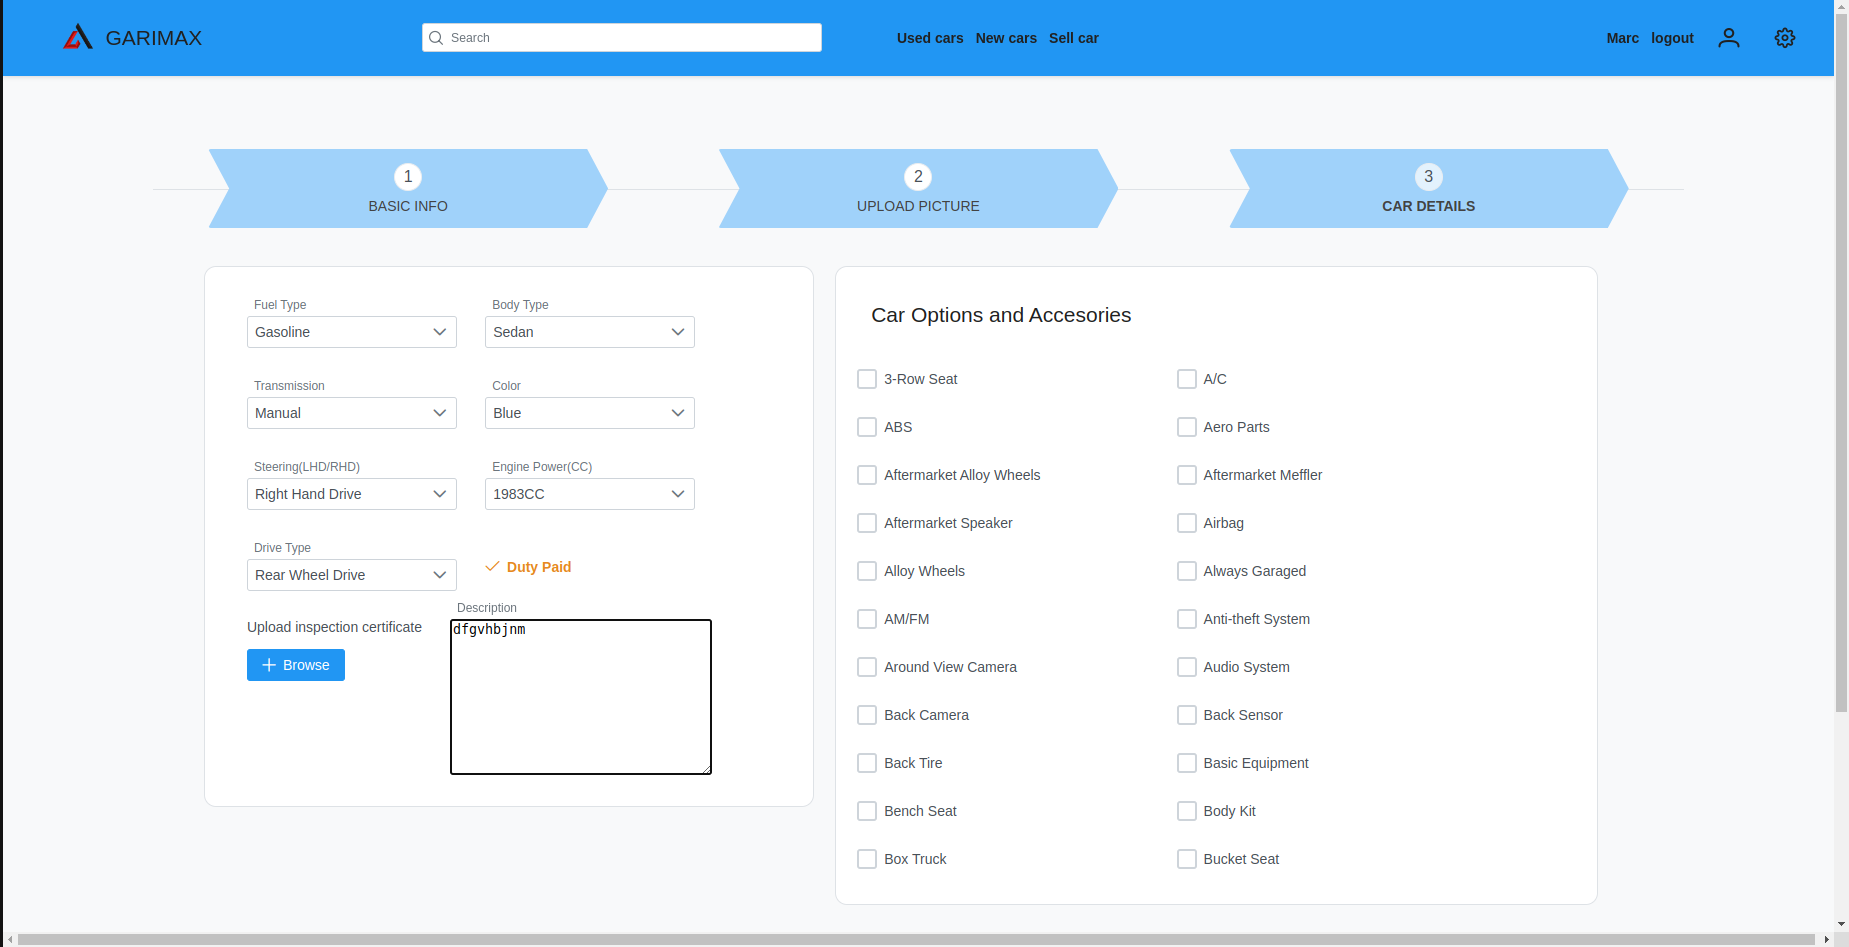 GARIMAX
Search
Used cars New cars Sell car
Marc logout
1
BASIC INFO
2
UPLOAD PICTURE
3
CAR DETAILS
Fuel Type
Gasoline
Body Type
Sedan
Transmission
Manual
Color
Blue
Steering(LHD/RHD)
Right Hand Drive
Engine Power(CC)
1983CC
Drive Type
Rear Wheel Drive
Duty Paid
Upload inspection certificate
Browse
Description
dfgvhbjnm
Car Options and Accesories
3-Row Seat
A/C
ABS
Aero Parts
Aftermarket Alloy Wheels
Aftermarket Meffler
Aftermarket Speaker
Airbag
Alloy Wheels
Always Garaged
AM/FM
Anti-theft System
Around View Camera
Audio System
Back Camera
Back Sensor
Back Tire
Basic Equipment
Bench Seat
Body Kit
Box Truck
Bucket Seat